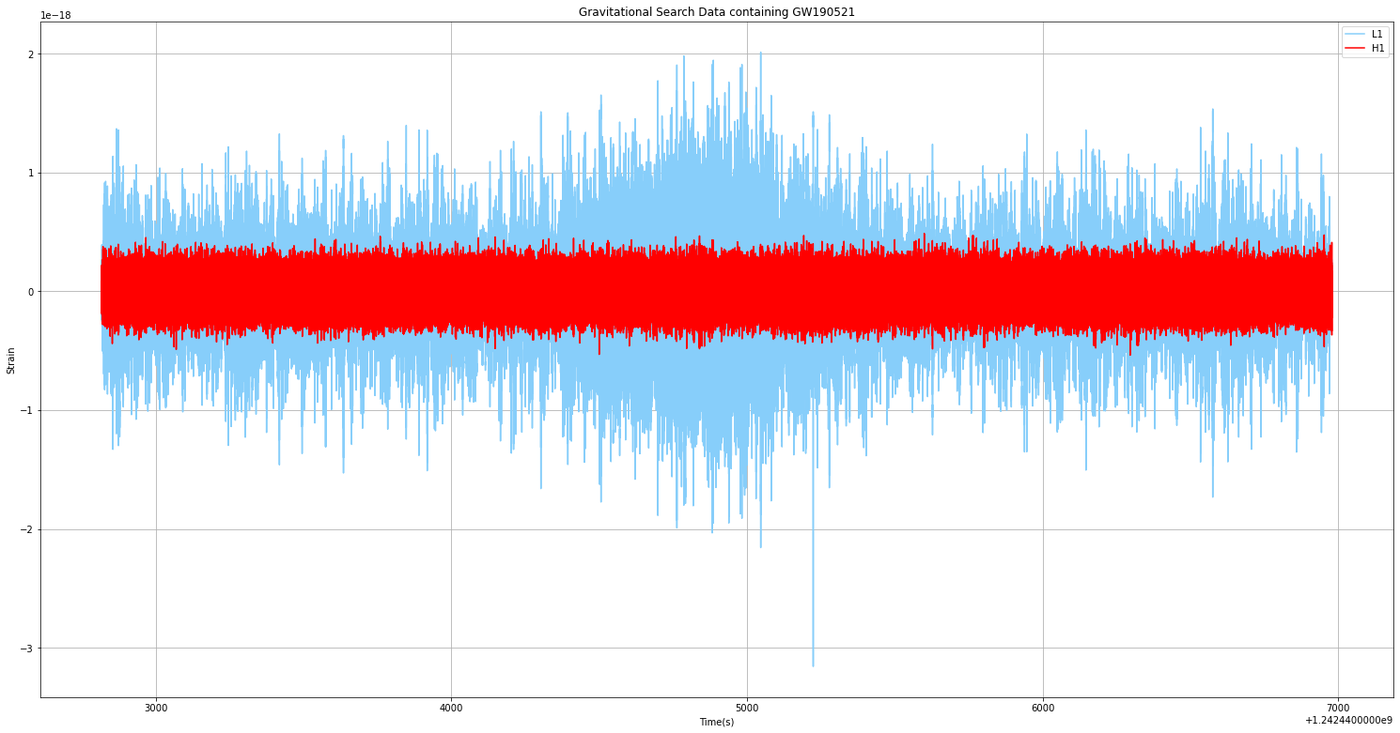 Gravitational Search Data containing GW190521
1e−18
L1
H1
2
1
0
−1
−2
−3
Strain
3000
4000
5000
6000
7000
Time(s)
+1.2424400000e9